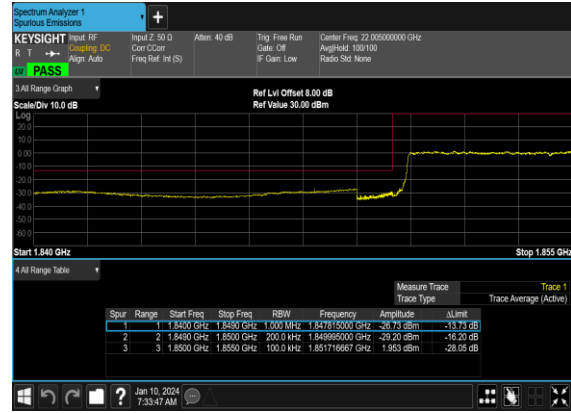 Spectrum Analyzer 1
Spurious Emissions
KEYSIGHT Input: RF Input Z: 50 Ω Atten: 40 dB Trig: Free Run Center Freq: 22.005000000 GHz
R T Coupling: DC Corr CCorr Gate: Off Avg|Hold: 100/100
Align: Auto Freq Ref: Int (S) IF Gain: Low Radio Std: None
PASS
3 All Range Graph
Ref Lvl Offset 8.00 dB
Scale/Div 10.0 dB Ref Value 30.00 dBm
Log
20.0
10.0
0.00
-10.0
-20.0
-30.0
-40.0
-50.0
-60.0
Start 1.840 GHz Stop 1.855 GHz
4 All Range Table
Measure Trace Trace 1
Trace Type Trace Average (Active)
Spur Range Start Freq Stop Freq RBW Frequency Amplitude ΔLimit
1 1 1.8400 GHz 1.8490 GHz 1.000 MHz 1.847815000 GHz -26.73 dBm -13.73 dB
2 2 1.8490 GHz 1.8500 GHz 200.0 kHz 1.849995000 GHz -29.20 dBm -16.20 dB
3 3 1.8500 GHz 1.8550 GHz 100.0 kHz 1.851716667 GHz 1.953 dBm -28.05 dB
? Jan 10, 2024
7:33:47 AM